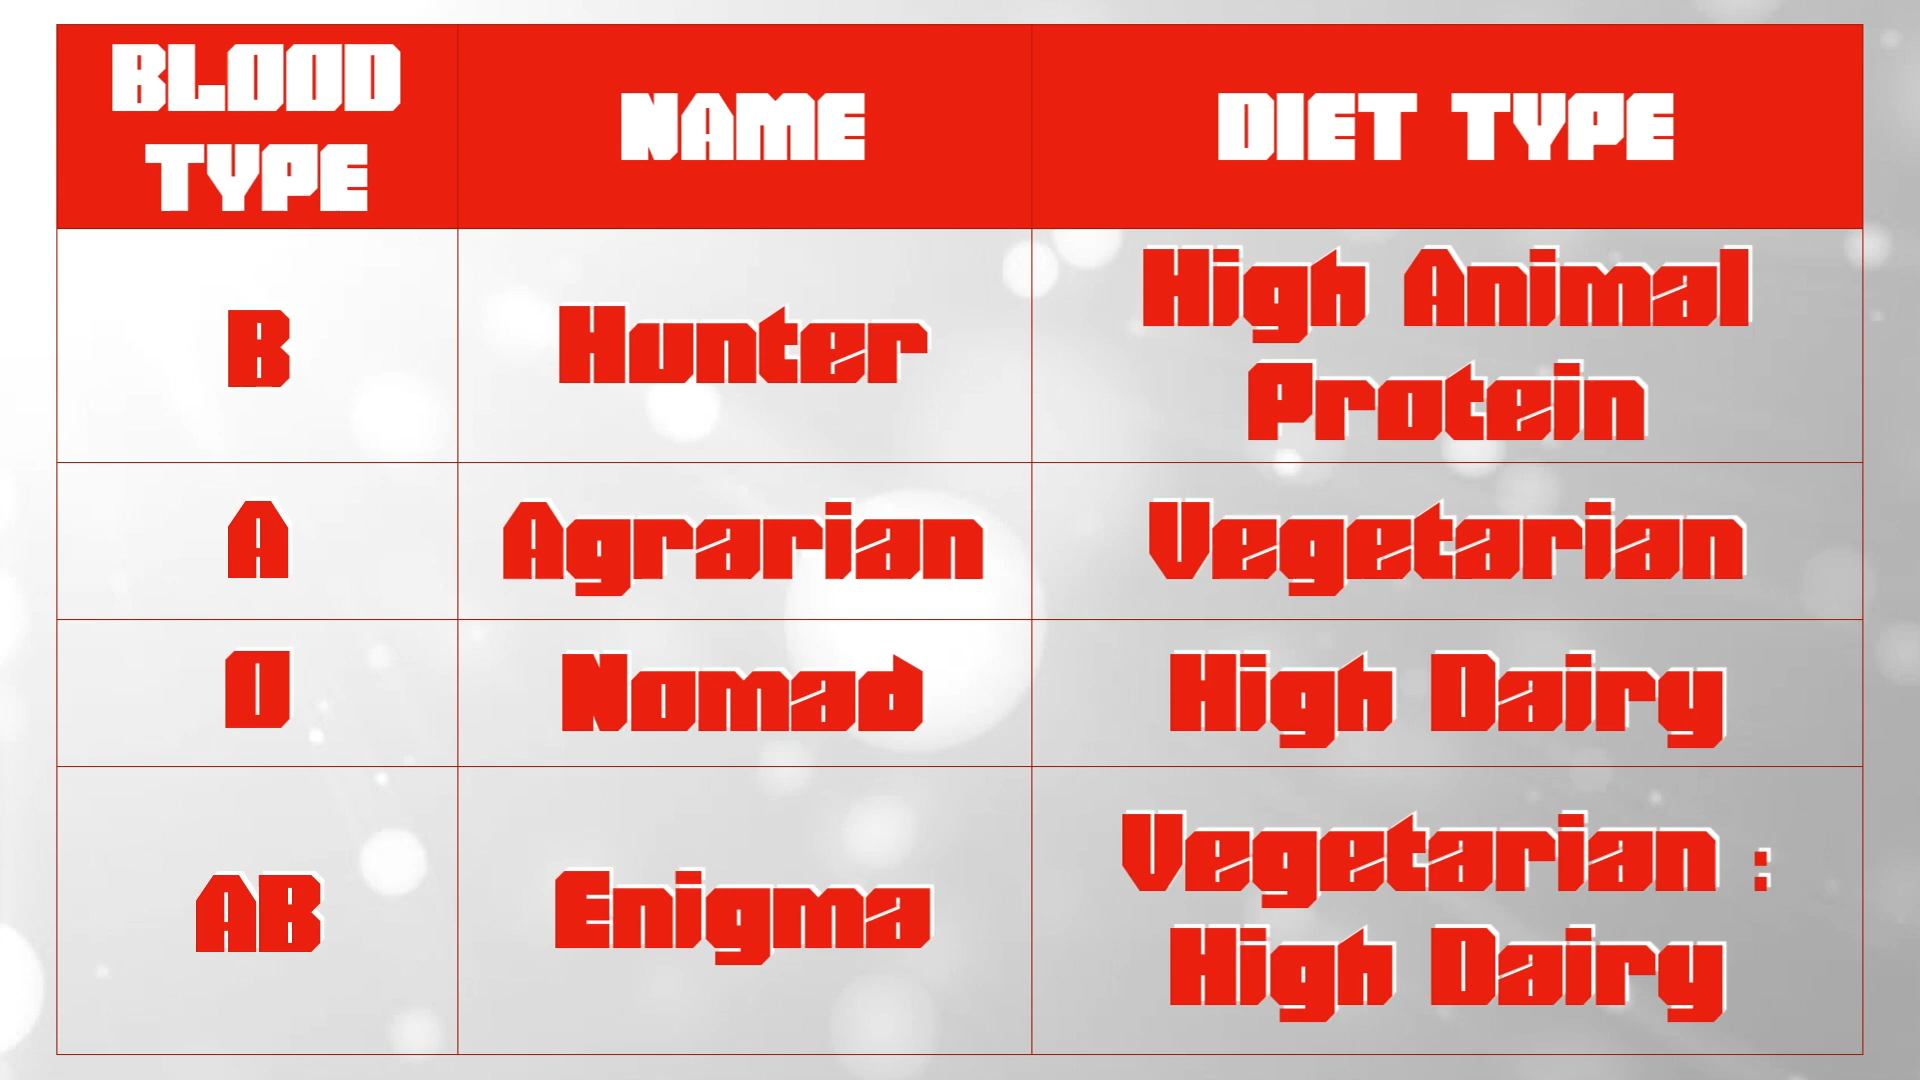 BLOOD
TYPE
NAME
DIET TYPE
B
Hunter
High Animal
Protein
A
Agrarian
Vegetarian
O
Nomad
High Dairy
AB
Enigma
Vegetarian :
High Dairy